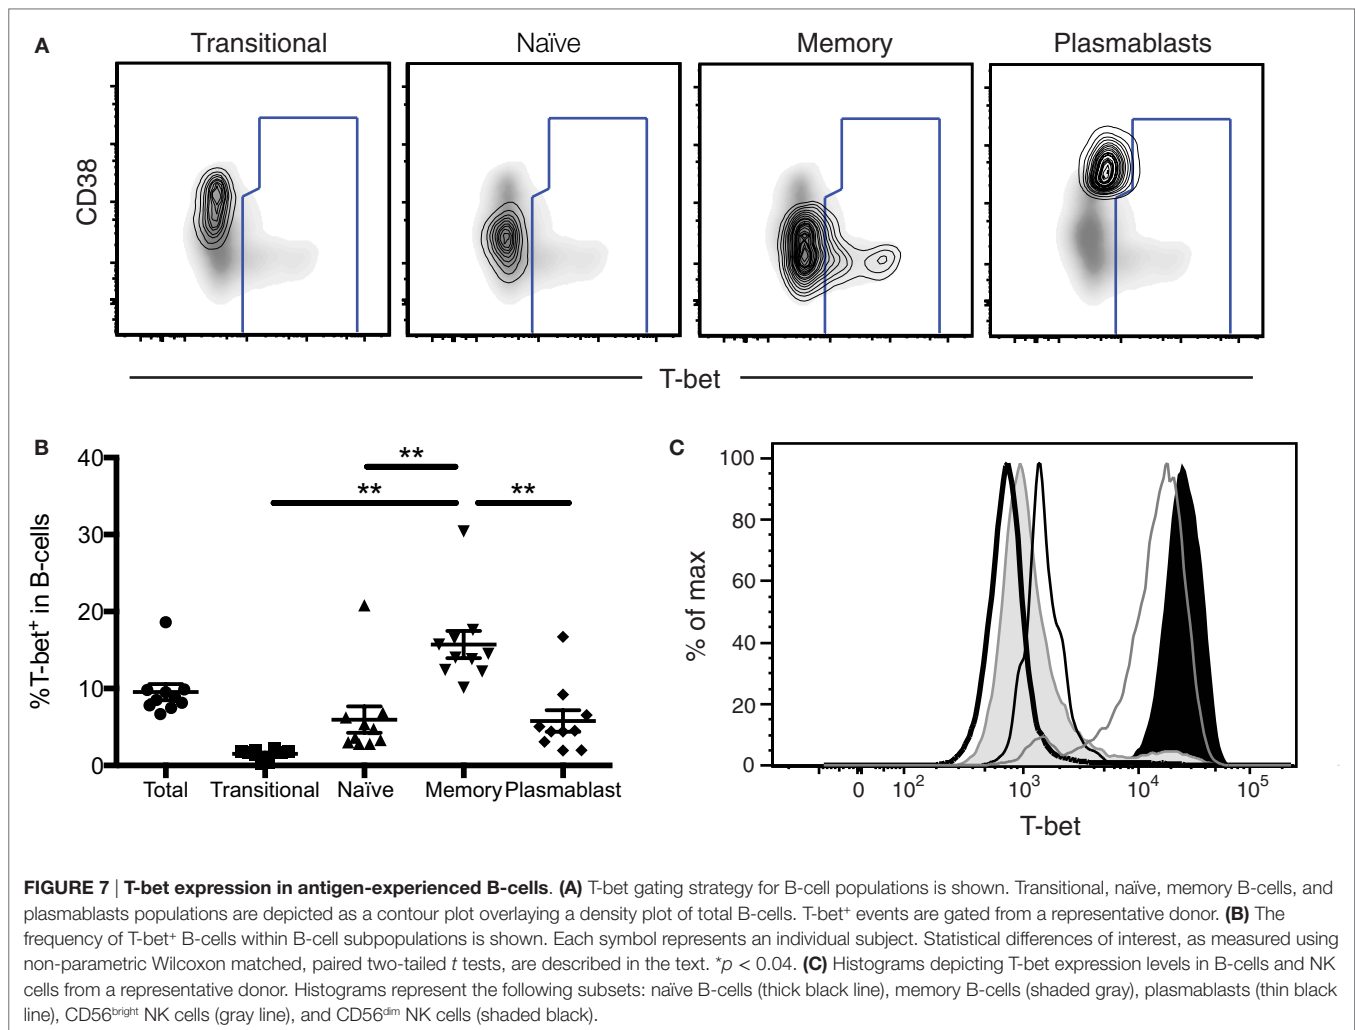 A
Transitional
Naïve
Memory
Plasmablasts
CD38
T-bet
B
40
30
20
10
0
%T-bet⁺ in B-cells
**
**
**
Total
Transitional
Naïve
Memory
Plasmablast
C
100
80
60
40
20
0
% of max
0
10²
10³
10⁴
10⁵
T-bet
FIGURE 7 | T-bet expression in antigen-experienced B-cells. (A) T-bet gating strategy for B-cell populations is shown. Transitional, naïve, memory B-cells, and
plasmablasts populations are depicted as a contour plot overlaying a density plot of total B-cells. T-bet⁺ events are gated from a representative donor. (B) The
frequency of T-bet⁺ B-cells within B-cell subpopulations is shown. Each symbol represents an individual subject. Statistical differences of interest, as measured using
non-parametric Wilcoxon matched, paired two-tailed t tests, are described in the text. *p < 0.04. (C) Histograms depicting T-bet expression levels in B-cells and NK
cells from a representative donor. Histograms represent the following subsets: naïve B-cells (thick black line), memory B-cells (shaded gray), plasmablasts (thin black
line), CD56ᵇʳⁱᵍʰᵗ NK cells (gray line), and CD56ᵈⁱᵐ NK cells (shaded black).